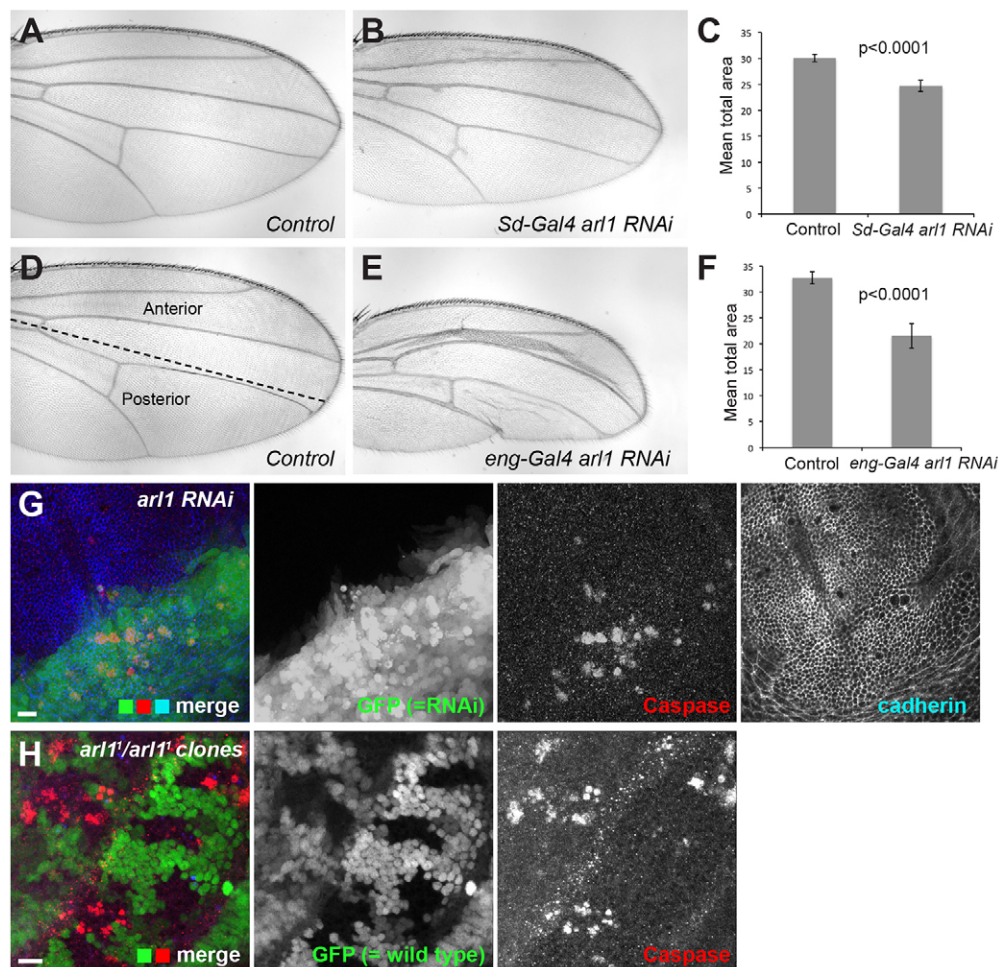 A
Control
B
Sd-Gal4 arl1 RNAi
C
p<0.0001
Mean total area
35
30
25
20
15
10
5
0
Control
Sd-Gal4 arl1 RNAi
D
Anterior
Posterior
Control
E
eng-Gal4 arl1 RNAi
F
p<0.0001
Mean total area
35
30
25
20
15
10
5
0
Control
eng-Gal4 arl1 RNAi
G
arl1 RNAi
merge
GFP (=RNAi)
Caspase
cadherin
H
arl1¹/arl1¹ clones
merge
GFP (= wild type)
Caspase